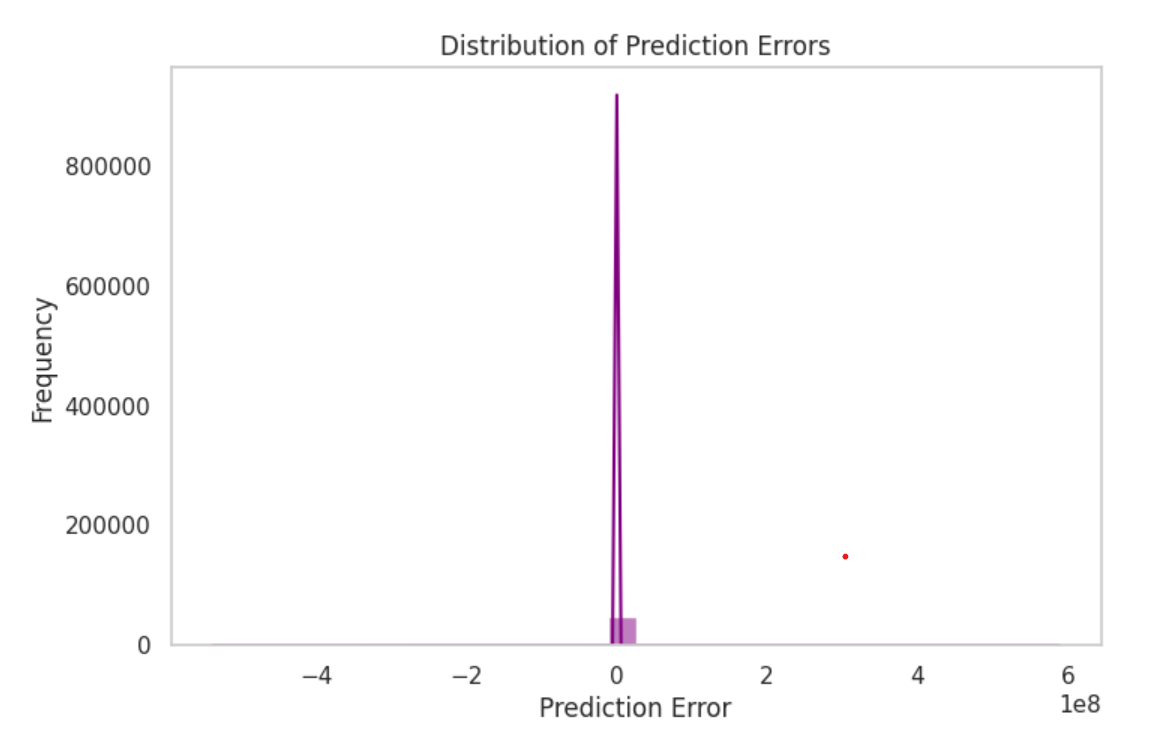 Distribution of Prediction Errors
Frequency
800000
600000
400000
200000
0
−4 −2 0 2 4 6
1e8
Prediction Error